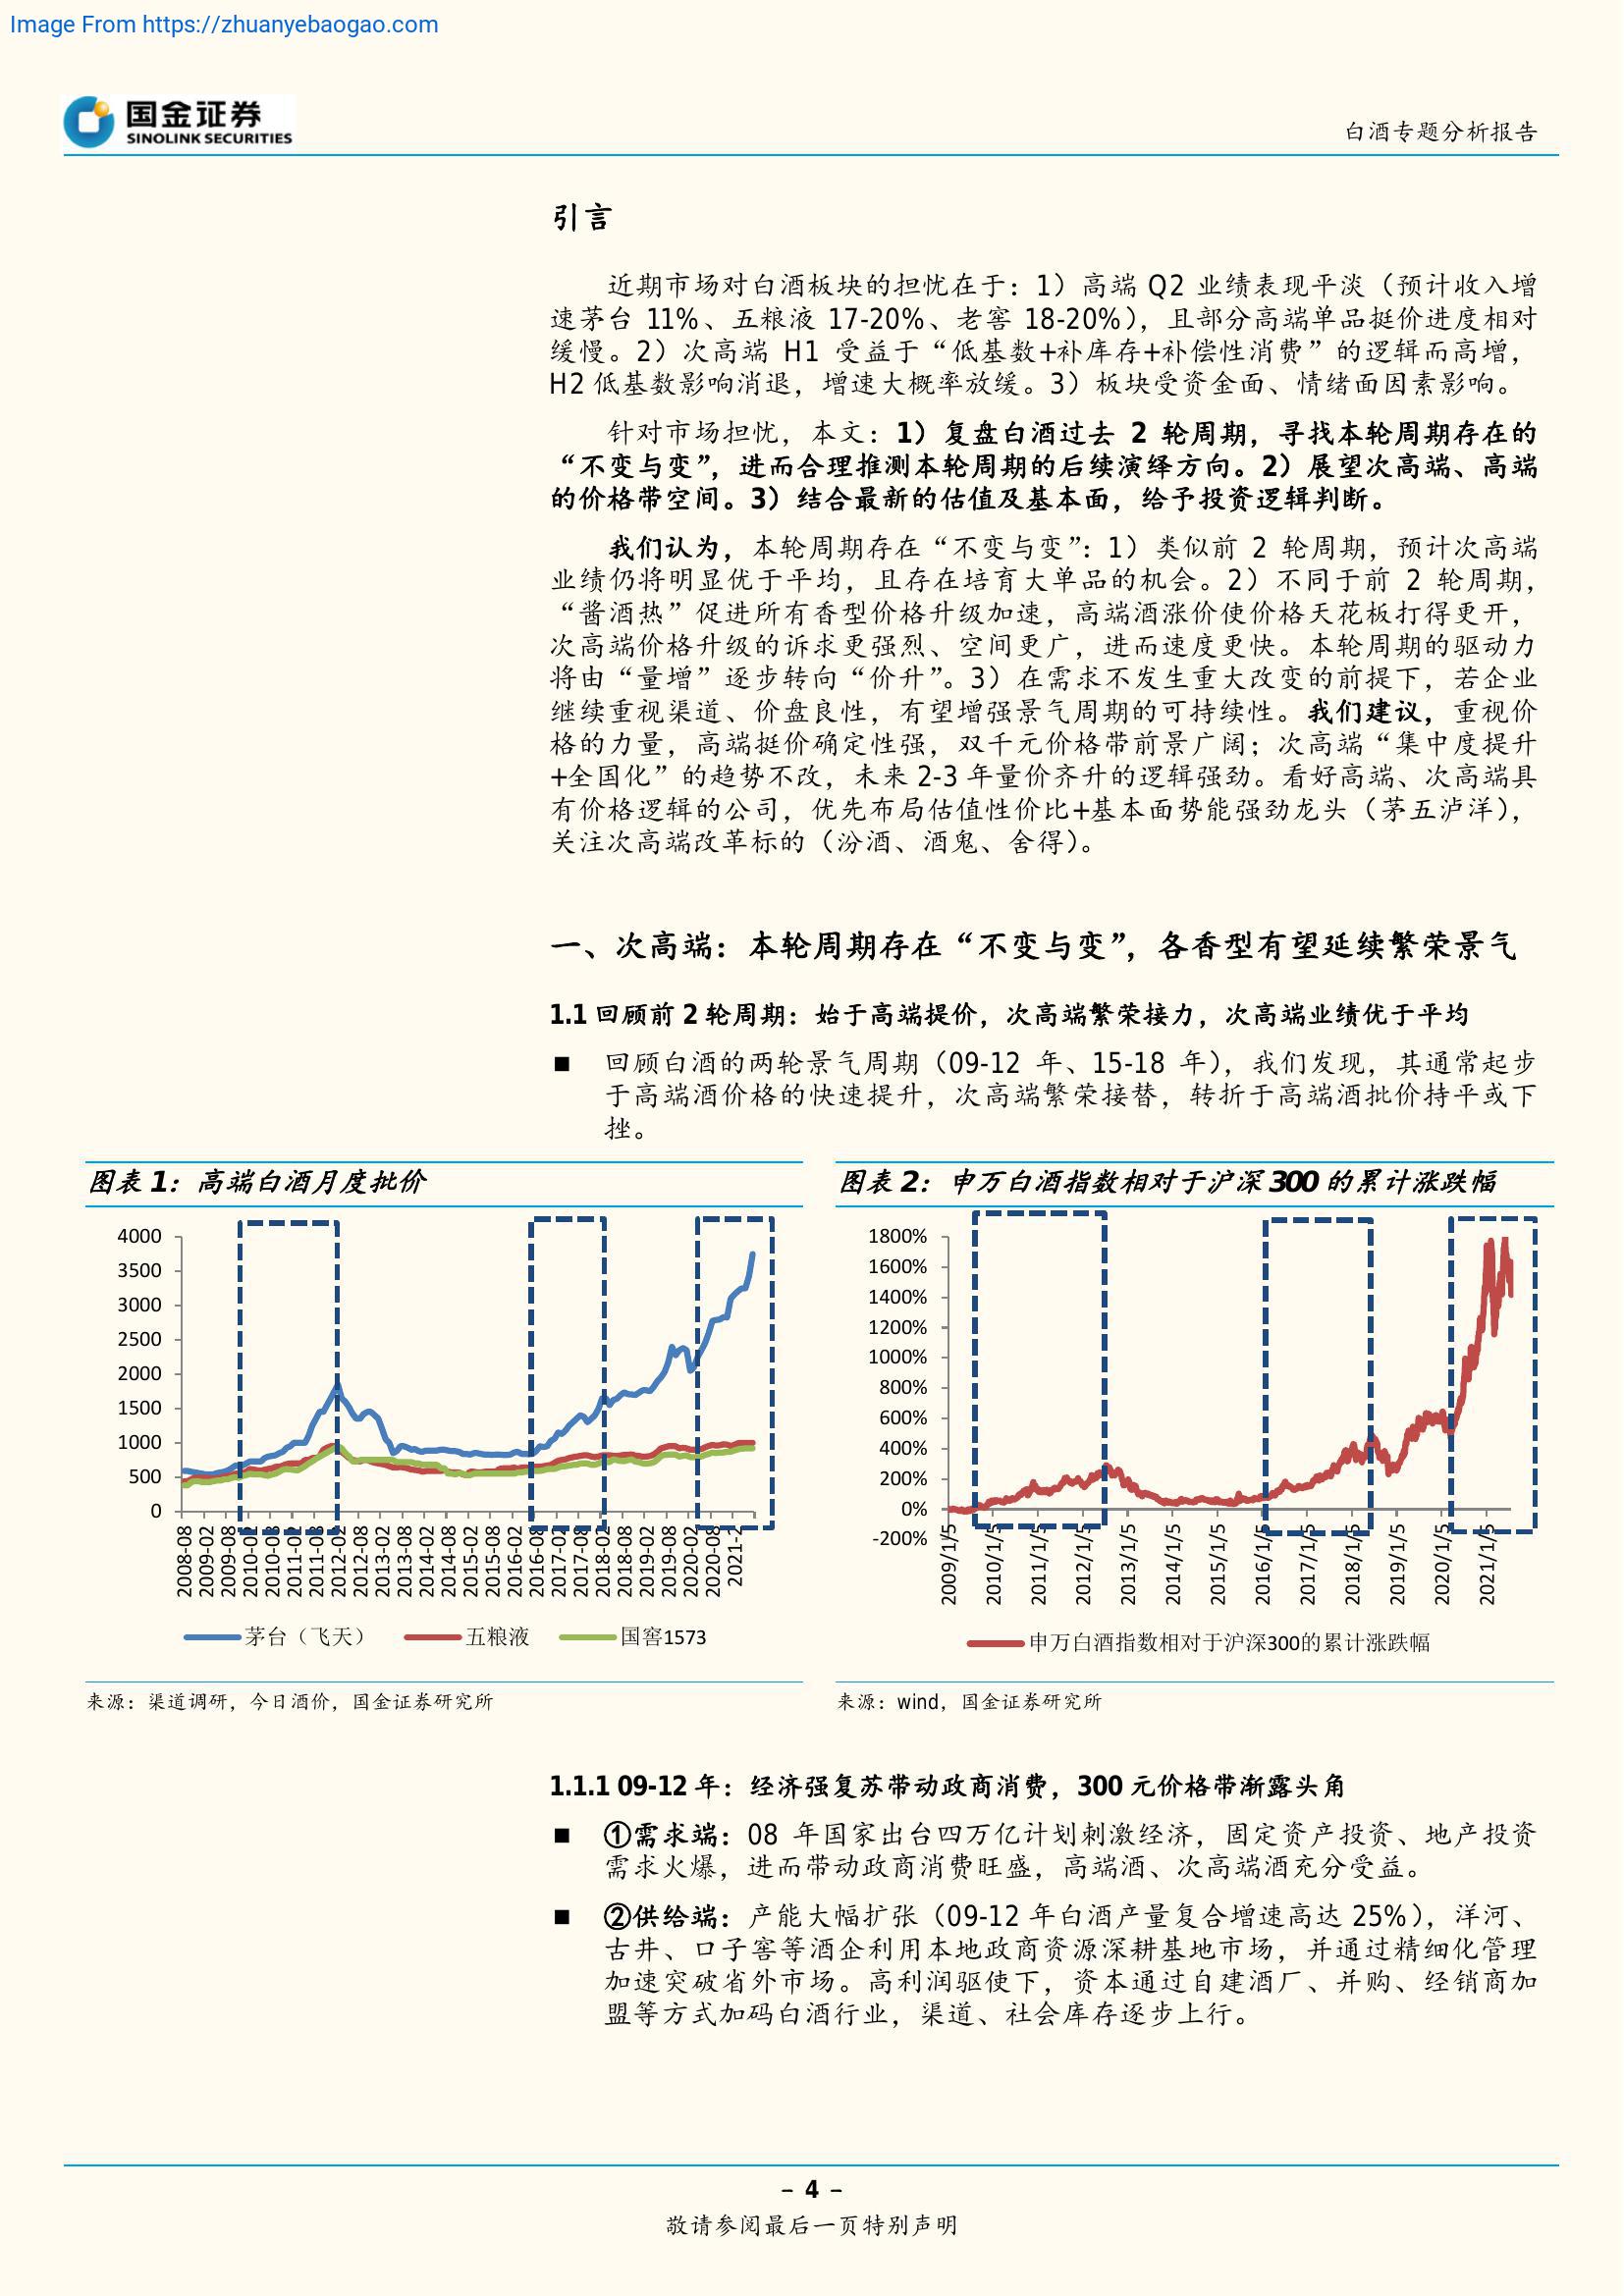 Image From https://zhuanyebaogao.com
国金证券
SINOLINK SECURITIES
白酒专题分析报告
引言
近期市场对白酒板块的担忧在于：1）高端 Q2 业绩表现平淡（预计收入增
速茅台 11%、五粮液 17-20%、老窖 18-20%），且部分高端单品挺价进度相对
缓慢。2）次高端 H1 受益于“低基数+补库存+补偿性消费”的逻辑而高增，
H2 低基数影响消退，增速大概率放缓。3）板块受资金面、情绪面因素影响。
针对市场担忧，本文：1）复盘白酒过去 2 轮周期，寻找本轮周期存在的
“不变与变”，进而合理推测本轮周期的后续演绎方向。2）展望次高端、高端
的价格带空间。3）结合最新的估值及基本面，给予投资逻辑判断。
我们认为，本轮周期存在“不变与变”：1）类似前 2 轮周期，预计次高端
业绩仍将明显优于平均，且存在培育大单品的机会。2）不同于前 2 轮周期，
“酱酒热”促进所有香型价格升级加速，高端酒涨价使价格天花板打得更开，
次高端价格升级的诉求更强烈、空间更广，进而速度更快。本轮周期的驱动力
将由“量增”逐步转向“价升”。3）在需求不发生重大改变的前提下，若企业
继续重视渠道、价盘良性，有望增强景气周期的可持续性。我们建议，重视价
格的力量，高端挺价确定性强，双千元价格带前景广阔；次高端“集中度提升
+全国化”的趋势不改，未来 2-3 年量价齐升的逻辑强劲。看好高端、次高端具
有价格逻辑的公司，优先布局估值性价比+基本面势能强劲龙头（茅五泸洋），
关注次高端改革标的（汾酒、酒鬼、舍得）。
一、次高端：本轮周期存在“不变与变”，各香型有望延续繁荣景气
1.1 回顾前 2 轮周期：始于高端提价，次高端繁荣接力，次高端业绩优于平均
■ 回顾白酒的两轮景气周期（09-12 年、15-18 年），我们发现，其通常起步
于高端酒价格的快速提升，次高端繁荣接替，转折于高端酒批价持平或下
挫。
图表 1：高端白酒月度批价
4000
3500
3000
2500
2000
1500
1000
500
0
2008-08
2009-02
2009-08
2010-02
2010-08
2011-02
2011-08
2012-02
2012-08
2013-02
2013-08
2014-02
2014-08
2015-02
2015-08
2016-02
2016-08
2017-02
2017-08
2018-02
2018-08
2019-02
2019-08
2020-02
2020-08
2021-2
茅台（飞天）
五粮液
国窖1573
来源：渠道调研，今日酒价，国金证券研究所
图表 2：申万白酒指数相对于沪深 300 的累计涨跌幅
1800%
1600%
1400%
1200%
1000%
800%
600%
400%
200%
0%
-200%
2009/1/5
2010/1/5
2011/1/5
2012/1/5
2013/1/5
2014/1/5
2015/1/5
2016/1/5
2017/1/5
2018/1/5
2019/1/5
2020/1/5
2021/1/5
申万白酒指数相对于沪深300的累计涨跌幅
来源：wind，国金证券研究所
1.1.1 09-12 年：经济强复苏带动政商消费，300 元价格带渐露头角
■ ①需求端：08 年国家出台四万亿计划刺激经济，固定资产投资、地产投资
需求火爆，进而带动政商消费旺盛，高端酒、次高端酒充分受益。
■ ②供给端：产能大幅扩张（09-12 年白酒产量复合增速高达 25%），洋河、
古井、口子窖等酒企利用本地政商资源深耕基地市场，并通过精细化管理
加速突破省外市场。高利润驱使下，资本通过自建酒厂、并购、经销商加
盟等方式加码白酒行业，渠道、社会库存逐步上行。
- 4 -
敬请参阅最后一页特别声明